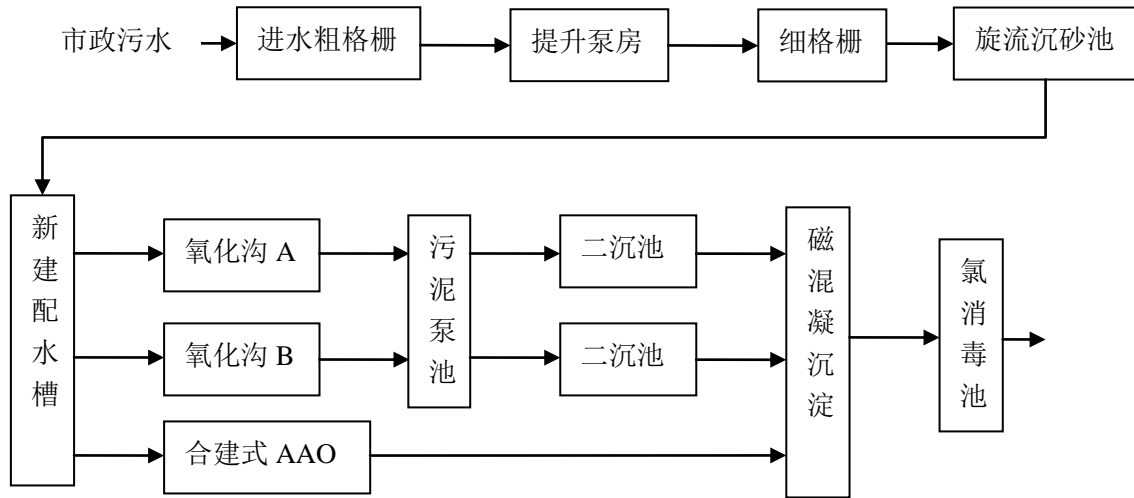 市政污水
进水粗格栅
提升泵房
细格栅
旋流沉砂池
新建配水槽
氧化沟 A
氧化沟 B
合建式 AAO
污泥泵池
二沉池
二沉池
磁混凝沉淀
氯消毒池